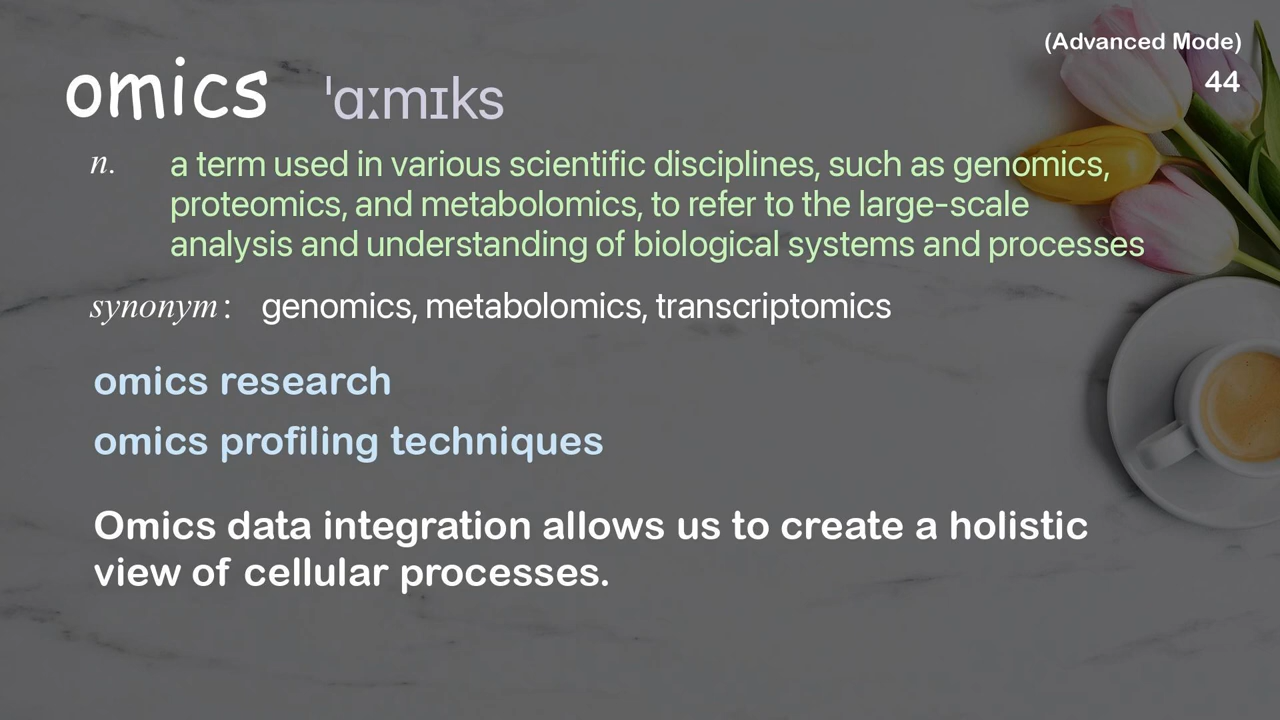 (Advanced Mode)
44
omics ˈɑːmɪks
n. a term used in various scientific disciplines, such as genomics,
proteomics, and metabolomics, to refer to the large-scale
analysis and understanding of biological systems and processes
synonym: genomics, metabolomics, transcriptomics
omics research
omics profiling techniques
Omics data integration allows us to create a holistic
view of cellular processes.